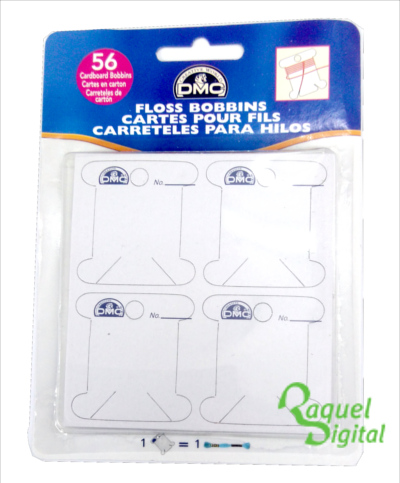 56
Cardboard Bobbins
Cartes en carton
Carreteles de
cartón
DMC
FLOSS BOBBINS
CARTES POUR FILS
CARRETELES PARA HILOS
DMC No.
DMC No.
DMC No.
DMC No.
1 = 1
Raquel
Digital